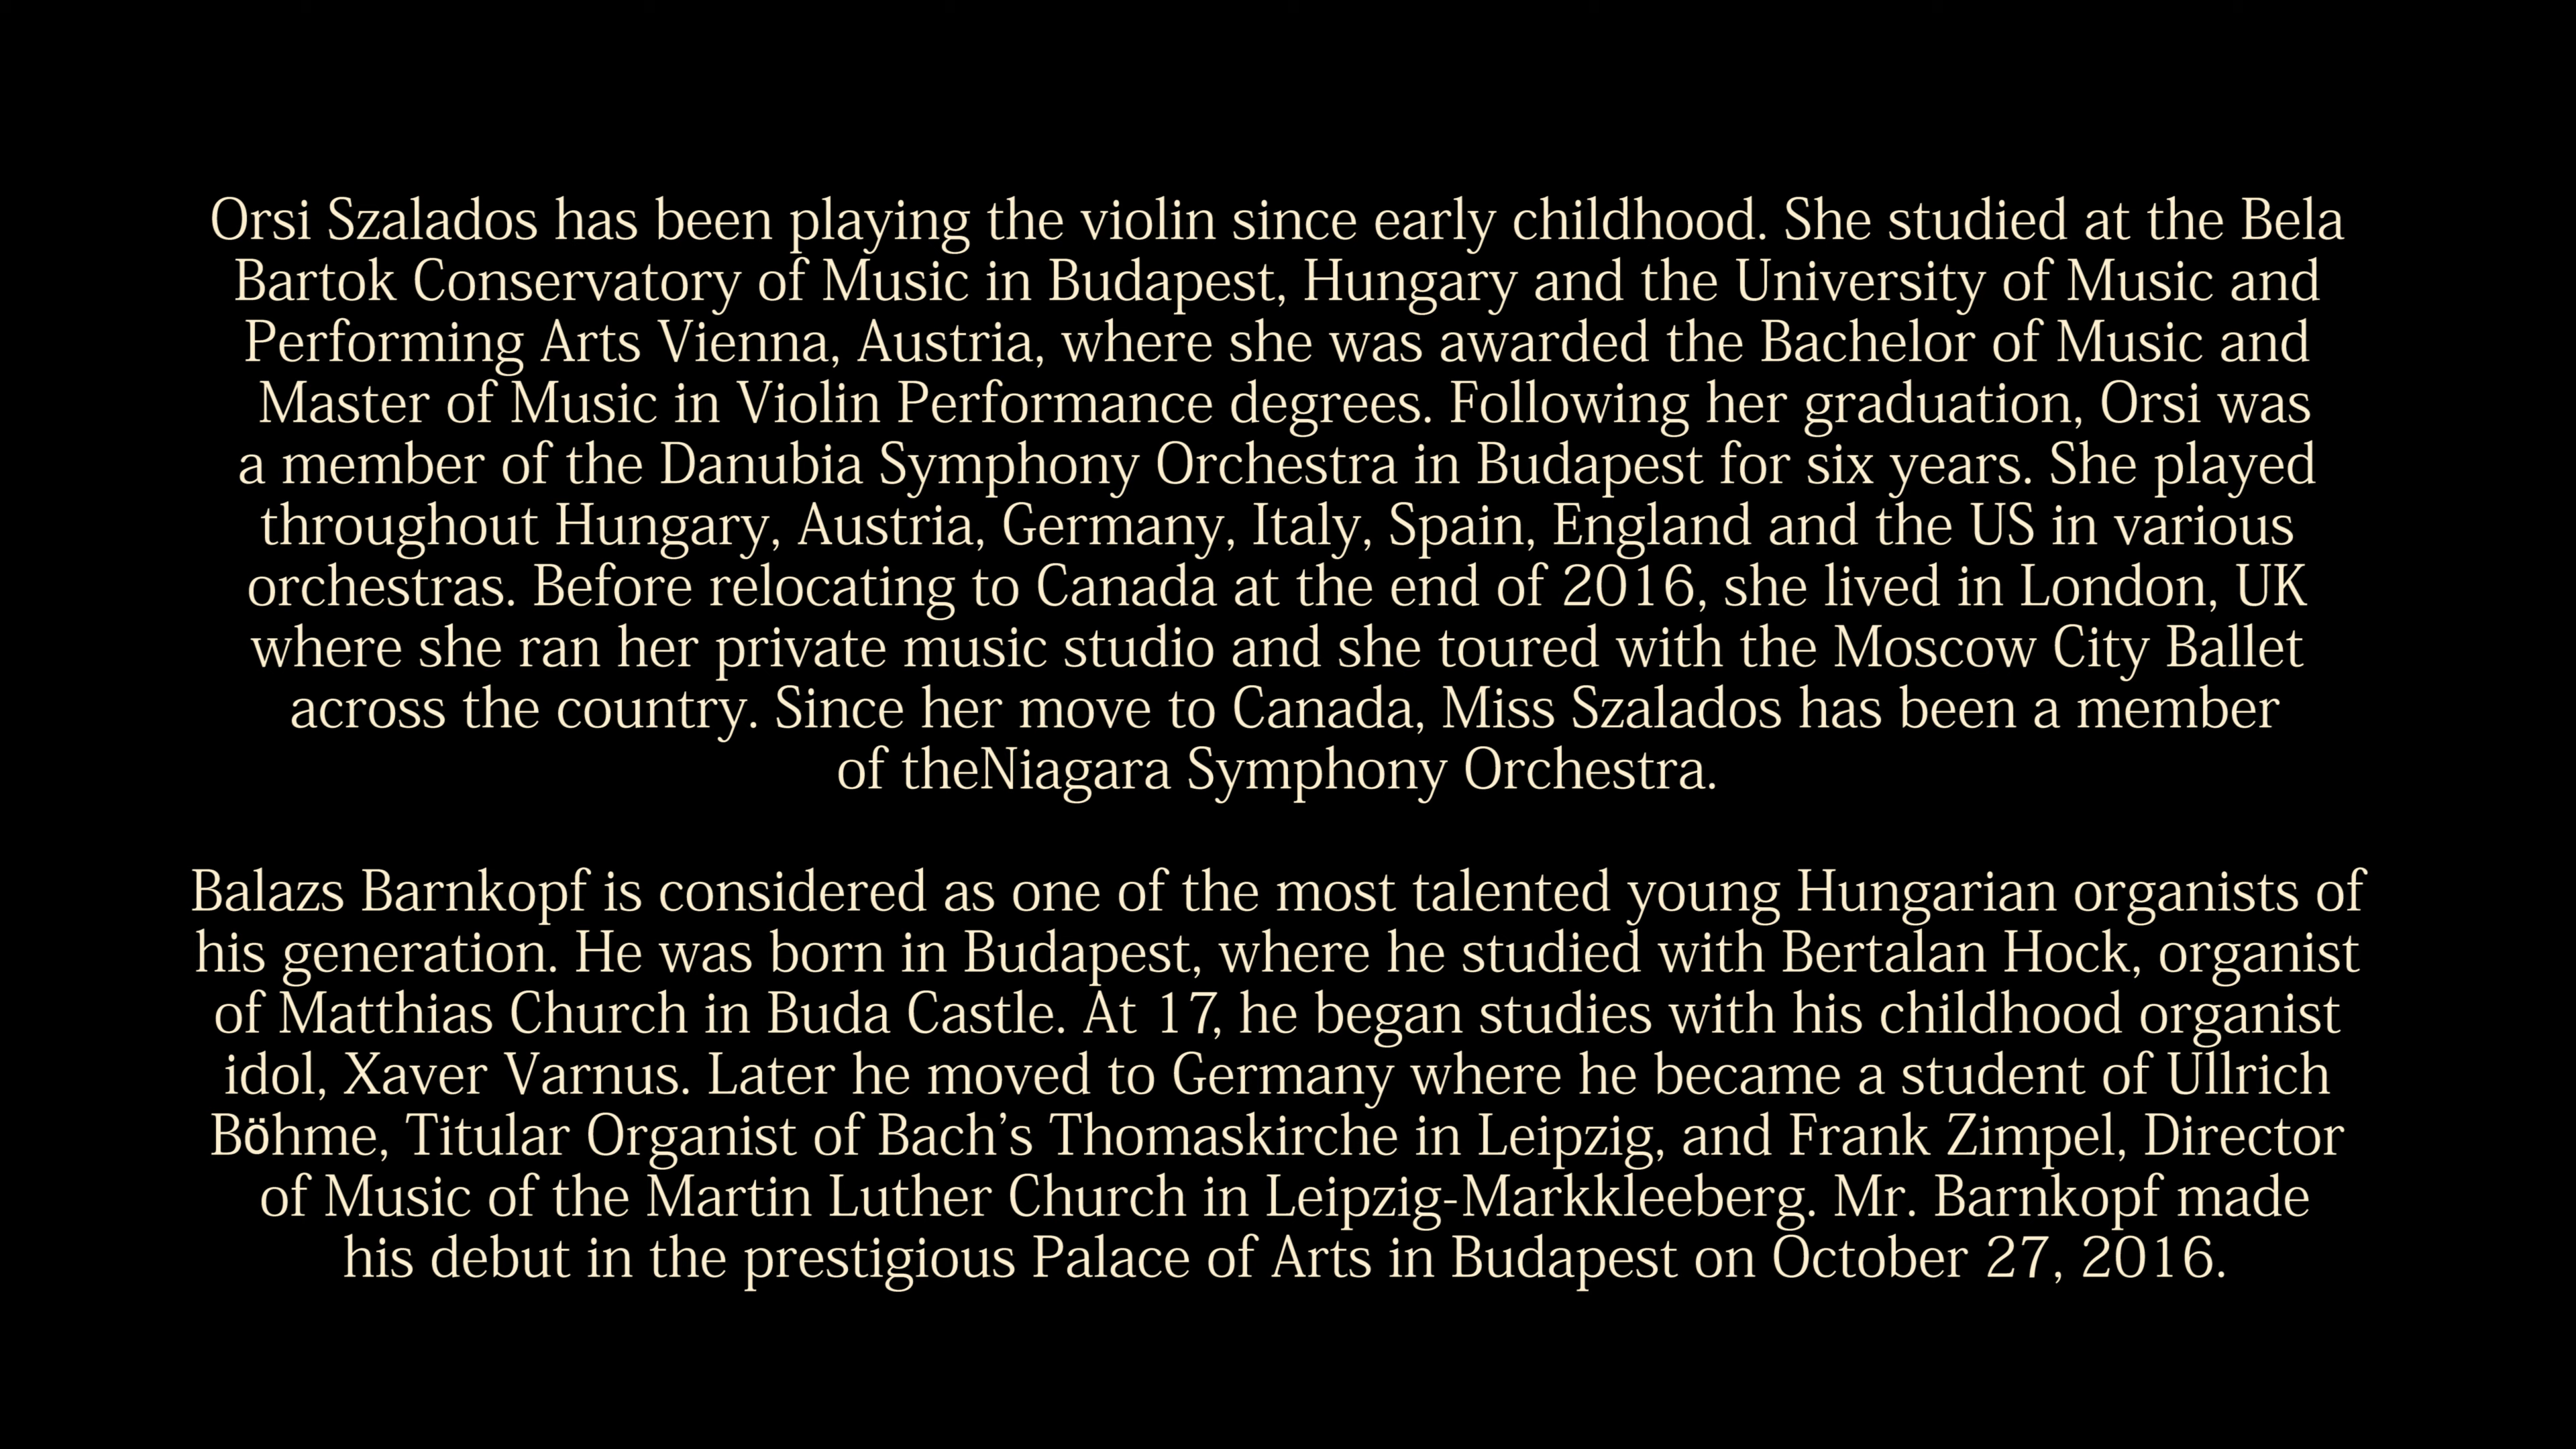 Orsi Szalados has been playing the violin since early childhood. She studied at the Bela
Bartok Conservatory of Music in Budapest, Hungary and the University of Music and
Performing Arts Vienna, Austria, where she was awarded the Bachelor of Music and
Master of Music in Violin Performance degrees. Following her graduation, Orsi was
a member of the Danubia Symphony Orchestra in Budapest for six years. She played
throughout Hungary, Austria, Germany, Italy, Spain, England and the US in various
orchestras. Before relocating to Canada at the end of 2016, she lived in London, UK
where she ran her private music studio and she toured with the Moscow City Ballet
across the country. Since her move to Canada, Miss Szalados has been a member
of theNiagara Symphony Orchestra.
Balazs Barnkopf is considered as one of the most talented young Hungarian organists of
his generation. He was born in Budapest, where he studied with Bertalan Hock, organist
of Matthias Church in Buda Castle. At 17, he began studies with his childhood organist
idol, Xaver Varnus. Later he moved to Germany where he became a student of Ullrich
Böhme, Titular Organist of Bach’s Thomaskirche in Leipzig, and Frank Zimpel, Director
of Music of the Martin Luther Church in Leipzig-Markkleeberg. Mr. Barnkopf made
his debut in the prestigious Palace of Arts in Budapest on October 27, 2016.